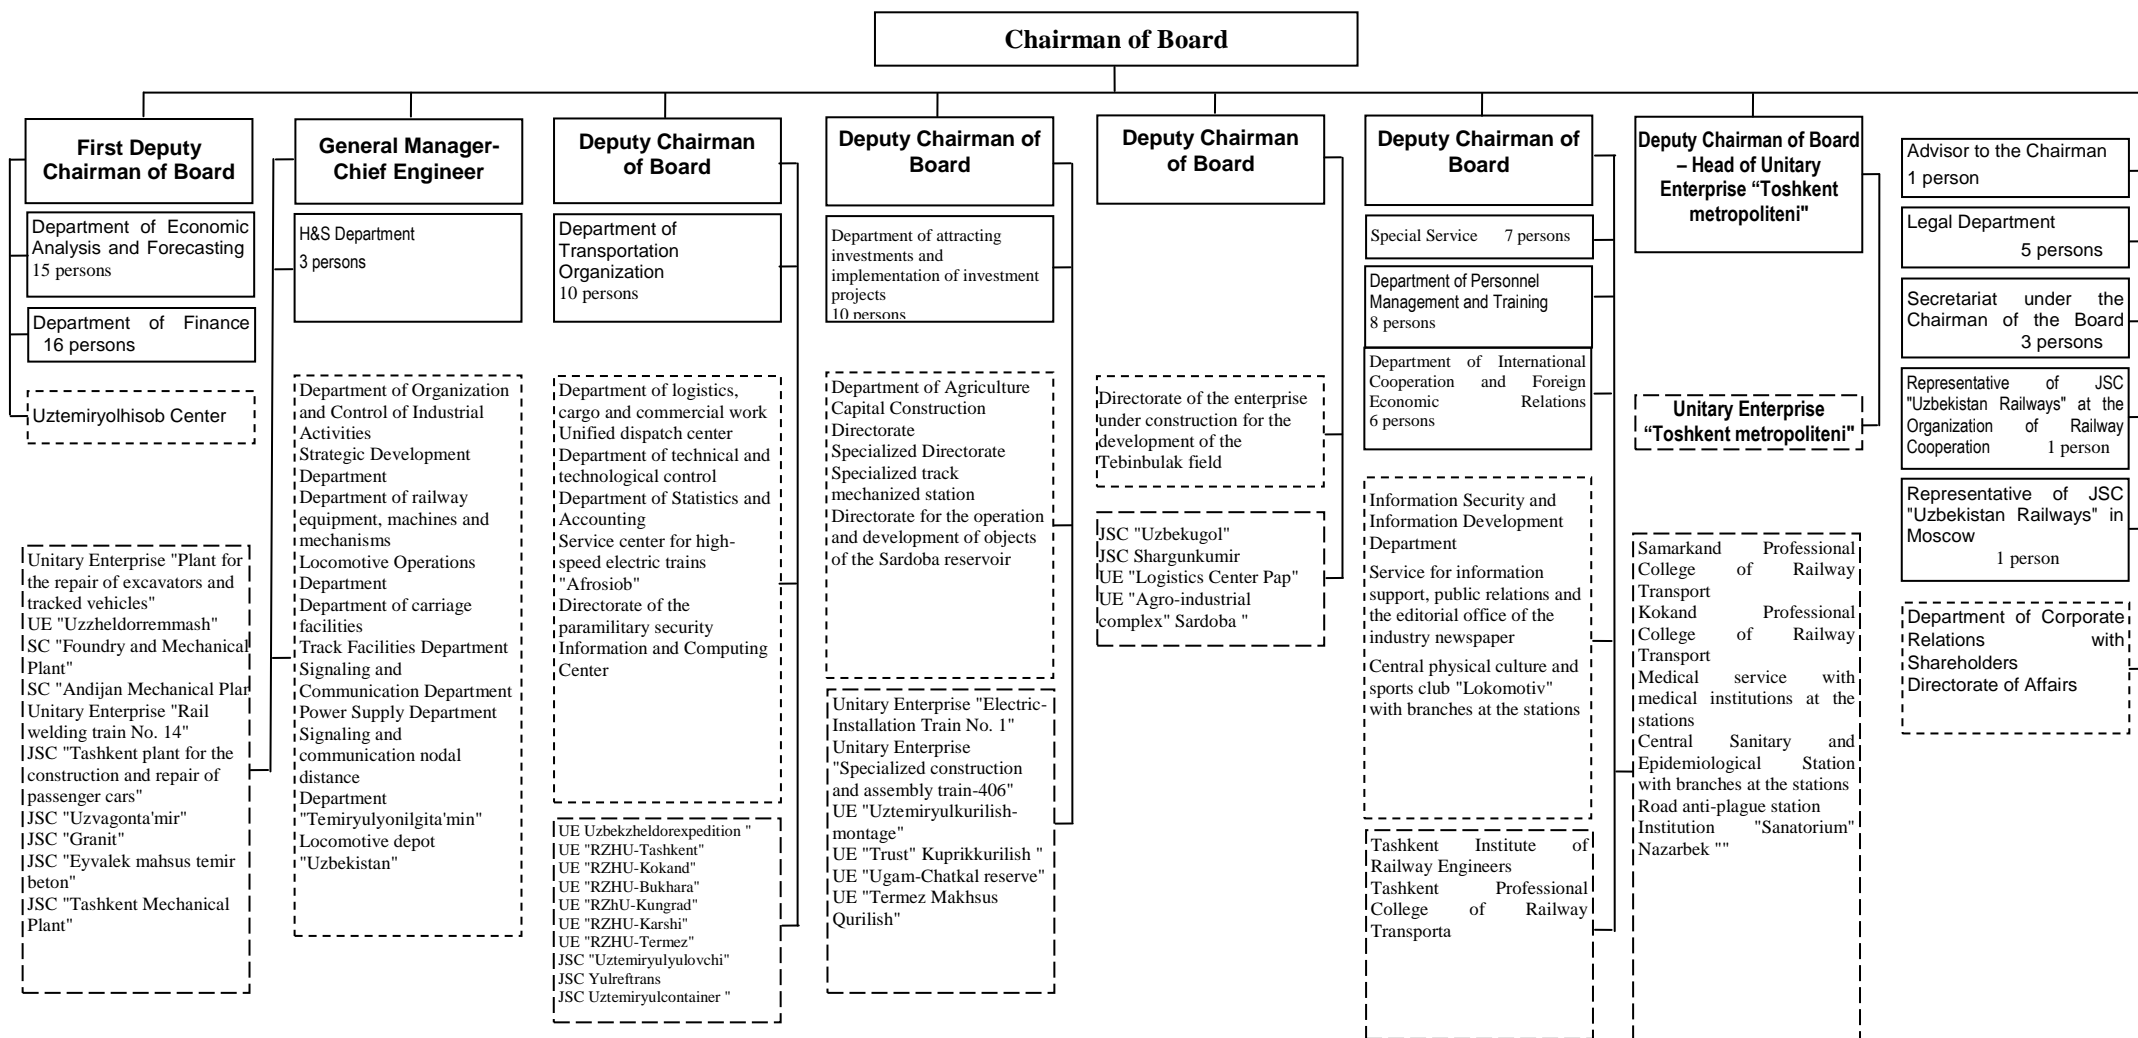 Chairman of Board
First Deputy
Chairman of Board
Department of Economic
Analysis and Forecasting
15 persons
Department of Finance
16 persons
Uztemiryolhisob Center
Unitary Enterprise "Plant for
the repair of excavators and
tracked vehicles"
UE "Uzzheldorremmash"
SC "Foundry and Mechanical
Plant"
SC "Andijan Mechanical Plar
Unitary Enterprise "Rail
welding train No. 14"
JSC "Tashkent plant for the
construction and repair of
passenger cars"
JSC "Uzvagonta'mir"
JSC "Granit"
JSC "Eyvalek mahsus temir
beton"
JSC "Tashkent Mechanical
Plant"
General Manager-
Chief Engineer
H&S Department
3 persons
Department of Organization
and Control of Industrial
Activities
Strategic Development
Department
Department of railway
equipment, machines and
mechanisms
Locomotive Operations
Department
Department of carriage
facilities
Track Facilities Department
Signaling and
Communication Department
Power Supply Department
Signaling and
communication nodal
distance
Department
"Temiryulyonilgita'min"
Locomotive depot
"Uzbekistan"
Deputy Chairman
of Board
Department of
Transportation
Organization
10 persons
Department of logistics,
cargo and commercial work
Unified dispatch center
Department of technical and
technological control
Department of Statistics and
Accounting
Service center for high-
speed electric trains
"Afrosiob"
Directorate of the
paramilitary security
Information and Computing
Center
UE Uzbekzheldorexpedition "
UE "RZHU-Tashkent"
UE "RZHU-Kokand"
UE "RZHU-Bukhara"
UE "RZhU-Kungrad"
UE "RZHU-Karshi"
UE "RZHU-Termez"
JSC "Uztemiryulyulovchi"
JSC Yulreftrans
JSC Uztemiryulcontainer "
Deputy Chairman of
Board
Department of attracting
investments and
implementation of investment
projects
10 persons
Department of Agriculture
Capital Construction
Directorate
Specialized Directorate
Specialized track
mechanized station
Directorate for the operation
and development of objects
of the Sardoba reservoir
Unitary Enterprise "Electric-
Installation Train No. 1"
Unitary Enterprise
"Specialized construction
and assembly train-406"
UE "Uztemiryulkurilish-
montage"
UE "Trust" Kuprikkurilish "
UE "Ugam-Chatkal reserve"
UE "Termez Makhsus
Qurilish"
Deputy Chairman
of Board
Directorate of the enterprise
under construction for the
development of the
Tebinbulak field
JSC "Uzbekugol"
JSC Shargunkumir
UE "Logistics Center Pap"
UE "Agro-industrial
complex" Sardoba "
Deputy Chairman of
Board
Special Service 7 persons
Department of Personnel
Management and Training
8 persons
Department of International
Cooperation and Foreign
Economic Relations
6 persons
Information Security and
Information Development
Department
Service for information
support, public relations and
the editorial office of the
industry newspaper
Central physical culture and
sports club "Lokomotiv"
with branches at the stations
Tashkent Institute of
Railway Engineers
Tashkent Professional
College of Railway
Transporta
Deputy Chairman of Board
– Head of Unitary
Enterprise “Toshkent
metropoliteni"
Unitary Enterprise
“Toshkent metropoliteni"
Samarkand Professional
College of Railway
Transport
Kokand Professional
College of Railway
Transport
Medical service with
medical institutions at the
stations
Central Sanitary and
Epidemiological Station
with branches at the stations
Road anti-plague station
Institution "Sanatorium"
Nazarbek ""
Advisor to the Chairman
1 person
Legal Department
5 persons
Secretariat under the
Chairman of the Board
3 persons
Representative of JSC
"Uzbekistan Railways" at the
Organization of Railway
Cooperation 1 person
Representative of JSC
"Uzbekistan Railways" in
Moscow
1 person
Department of Corporate
Relations with
Shareholders
Directorate of Affairs